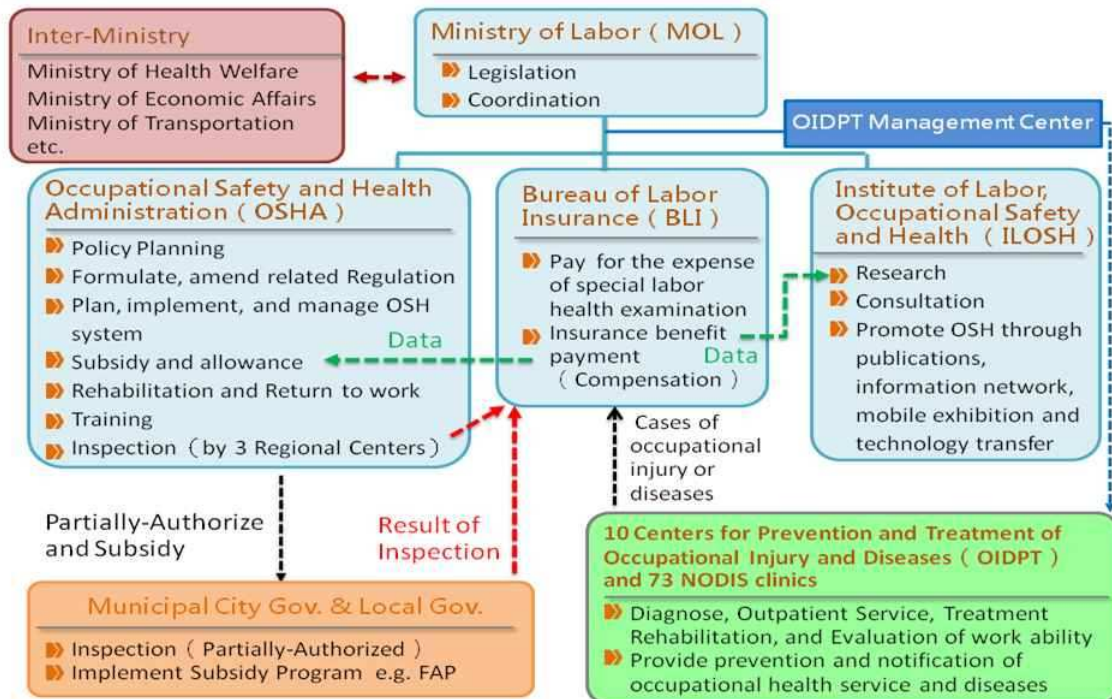 Inter-Ministry
Ministry of Health Welfare
Ministry of Economic Affairs
Ministry of Transportation
etc.
Ministry of Labor ( MOL )
Legislation
Coordination
OIDPT Management Center
Occupational Safety and Health
Administration ( OSHA )
Policy Planning
Formulate, amend related Regulation
Plan, implement, and manage OSH
system
Subsidy and allowance
Rehabilitation and Return to work
Training
Inspection ( by 3 Regional Centers )
Data
Bureau of Labor
Insurance ( BLI )
Pay for the expense
of special labor
health examination
Insurance benefit
payment
( Compensation )
Data
Institute of Labor,
Occupational Safety
and Health ( ILOSH )
Research
Consultation
Promote OSH through
publications,
information network,
mobile exhibition and
technology transfer
Partially-Authorize
and Subsidy
Result of
Inspection
Cases of
occupational
injury or
diseases
Municipal City Gov. & Local Gov.
Inspection ( Partially-Authorized )
Implement Subsidy Program e.g. FAP
10 Centers for Prevention and Treatment of
Occupational Injury and Diseases ( OIDPT )
and 73 NODIS clinics
Diagnose, Outpatient Service, Treatment
Rehabilitation, and Evaluation of work ability
Provide prevention and notification of
occupational health service and diseases